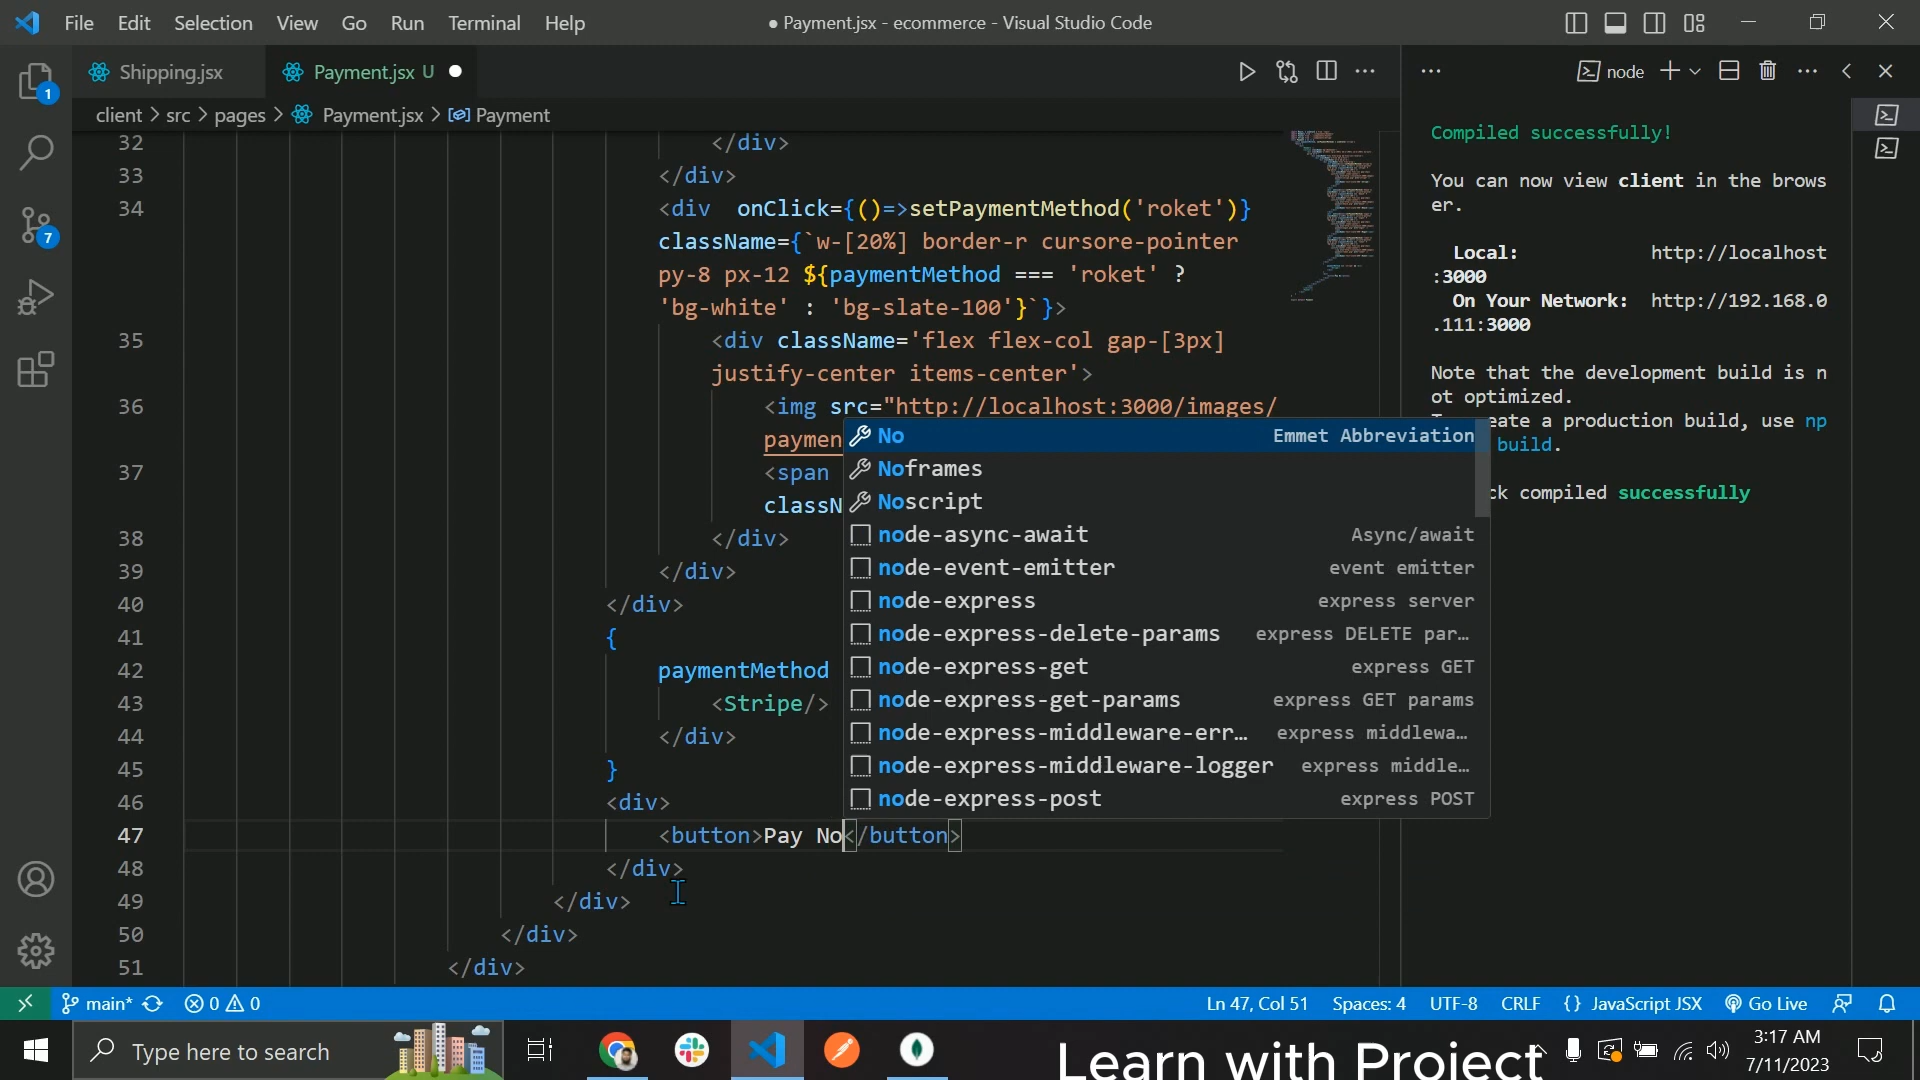 File Edit Selection View Go Run Terminal Help
● Payment.jsx - ecommerce - Visual Studio Code
Shipping.jsx
Payment.jsx U
node
client > src > pages > Payment.jsx > Payment
1
7
32 </div>
33 </div>
34 <div  onClick={()=>setPaymentMethod('roket')}
className={`w-[20%] border-r cursore-pointer
py-8 px-12 ${paymentMethod === 'roket' ?
'bg-white' : 'bg-slate-100'}`}>
35 <div className='flex flex-col gap-[3px]
justify-center items-center'>
36 <img src="http://localhost:3000/images/
paymen
37 <span
classN
38 </div>
39 </div>
40 </div>
41 {
42 paymentMethod
43 <Stripe/>
44 </div>
45 }
46 <div>
47 <button>Pay No</button>
48 </div>
49 </div>
50 </div>
51 </div>
No Emmet Abbreviation
Noframes
Noscript
node-async-await Async/await
node-event-emitter event emitter
node-express express server
node-express-delete-params express DELETE par…
node-express-get express GET
node-express-get-params express GET params
node-express-middleware-err… express middlewa…
node-express-middleware-logger express middle…
node-express-post express POST
Compiled successfully!
You can now view client in the brows
er.
Local: http://localhost
:3000
On Your Network: http://192.168.0
.111:3000
Note that the development build is n
ot optimized.
eate a production build, use np
build.
ck compiled successfully
main* 0 0
Ln 47, Col 51 Spaces: 4 UTF-8 CRLF {} JavaScript JSX Go Live
Type here to search
Learn with Project
3:17 AM
7/11/2023